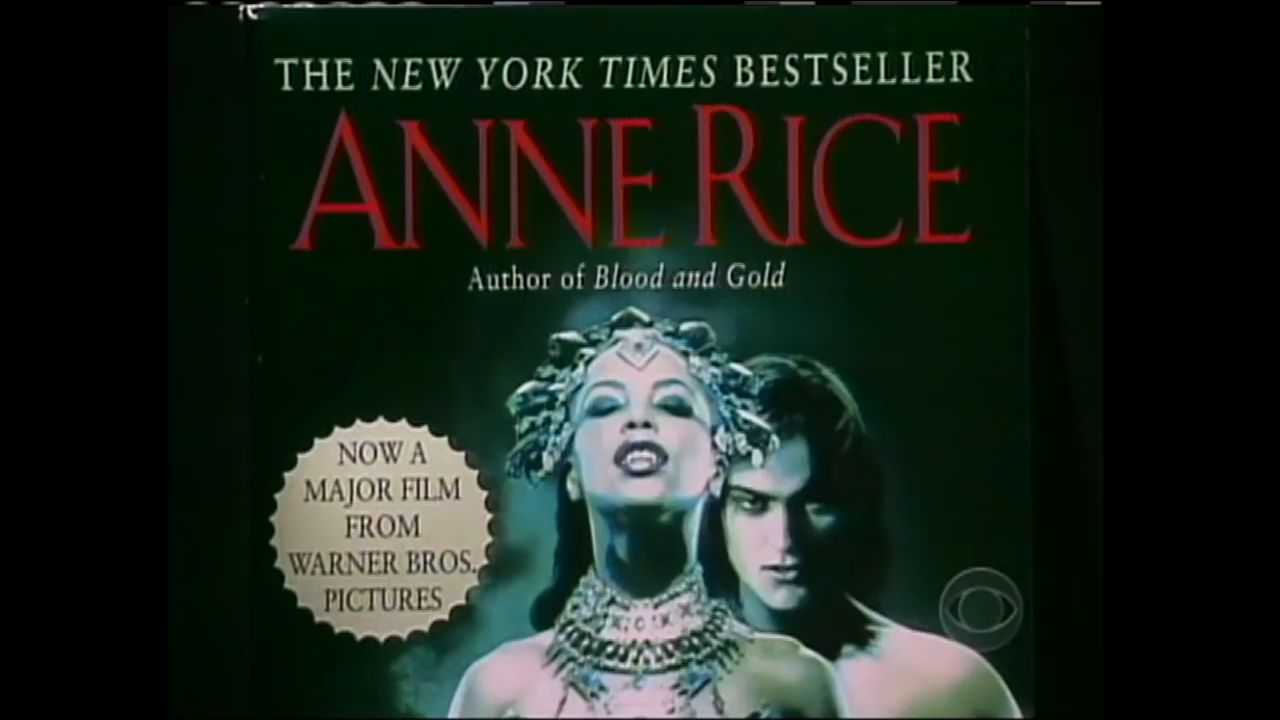 THE NEW YORK TIMES BESTSELLER
ANNE RICE
Author of Blood and Gold
NOW A
MAJOR FILM
FROM
WARNER BROS.
PICTURES